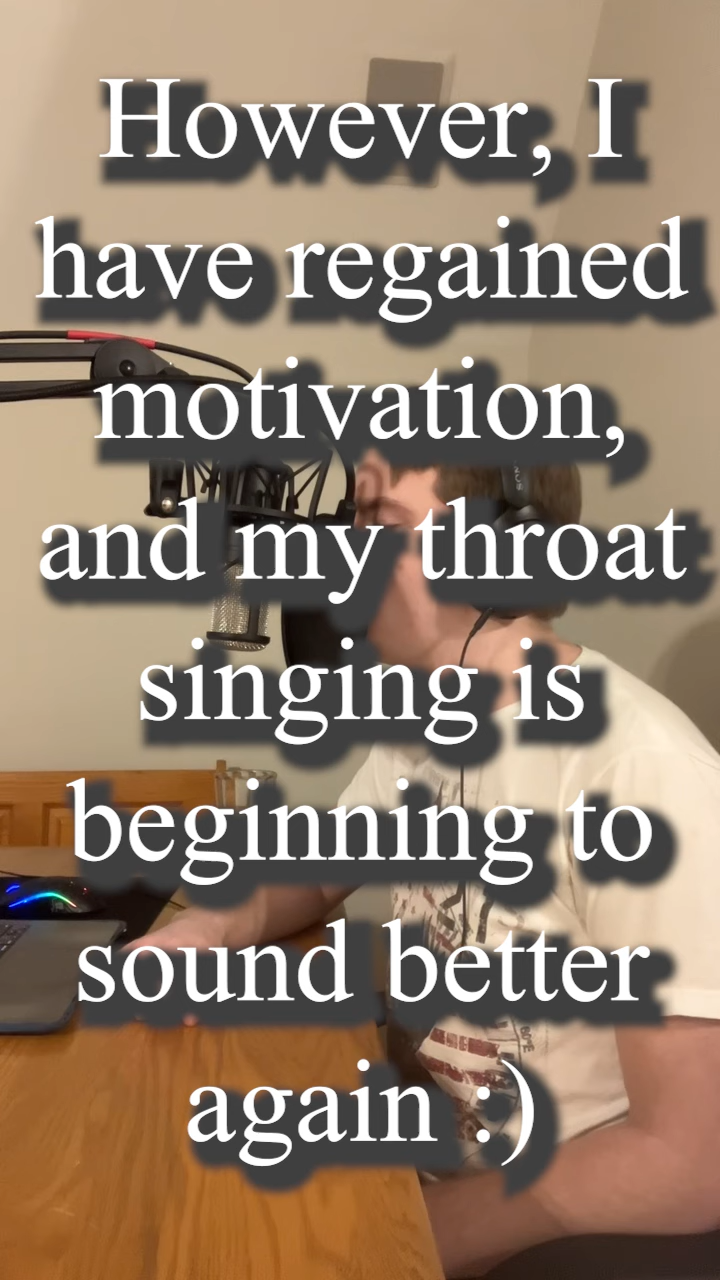 However, I
have regained
motivation,
and my throat
singing is
beginning to
sound better
again :)